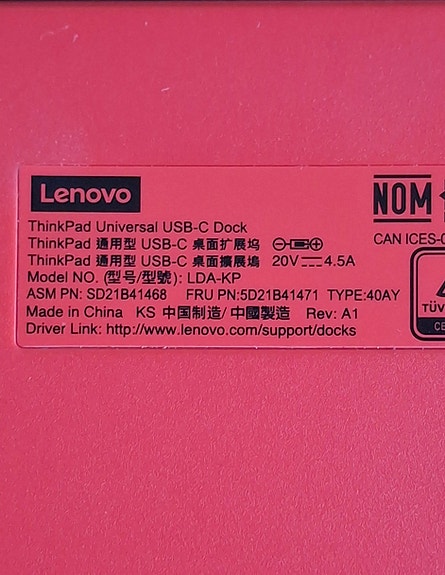 Lenovo
ThinkPad Universal USB-C Dock
ThinkPad 通用型 USB-C 桌面扩展坞
ThinkPad 通用型 USB-C 桌面擴展塢 20V⎓4.5A
Model NO. (型号/型號): LDA-KP
ASM PN: SD21B41468 FRU PN:5D21B41471 TYPE:40AY
Made in China KS 中国制造/中國製造 Rev: A1
Driver Link: http://www.lenovo.com/support/docks
NOM
CAN ICES-
TÜV